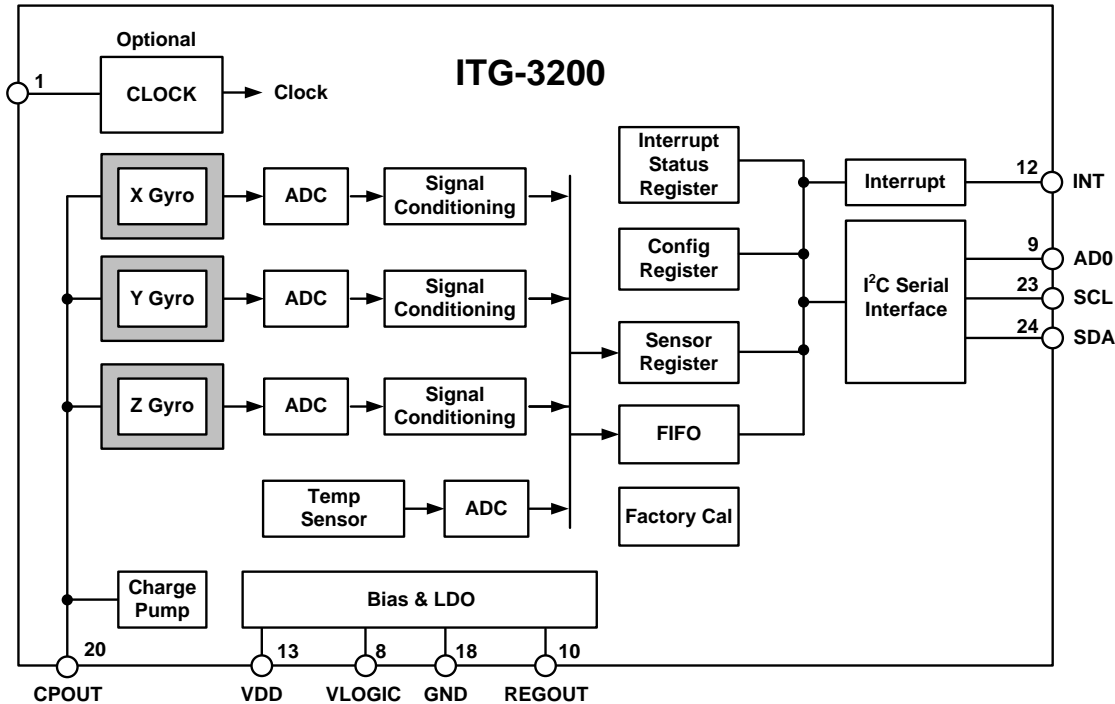 Optional
ITG-3200
1
CLOCK
Clock
Interrupt
Status
Register
X Gyro
ADC
Signal
Conditioning
Interrupt
12
INT
Config
Register
Y Gyro
ADC
Signal
Conditioning
I²C Serial
Interface
9
AD0
23
SCL
24
SDA
Sensor
Register
Z Gyro
ADC
Signal
Conditioning
FIFO
Temp
Sensor
ADC
Factory Cal
Charge
Pump
Bias & LDO
20
13
8
18
10
CPOUT
VDD
VLOGIC
GND
REGOUT